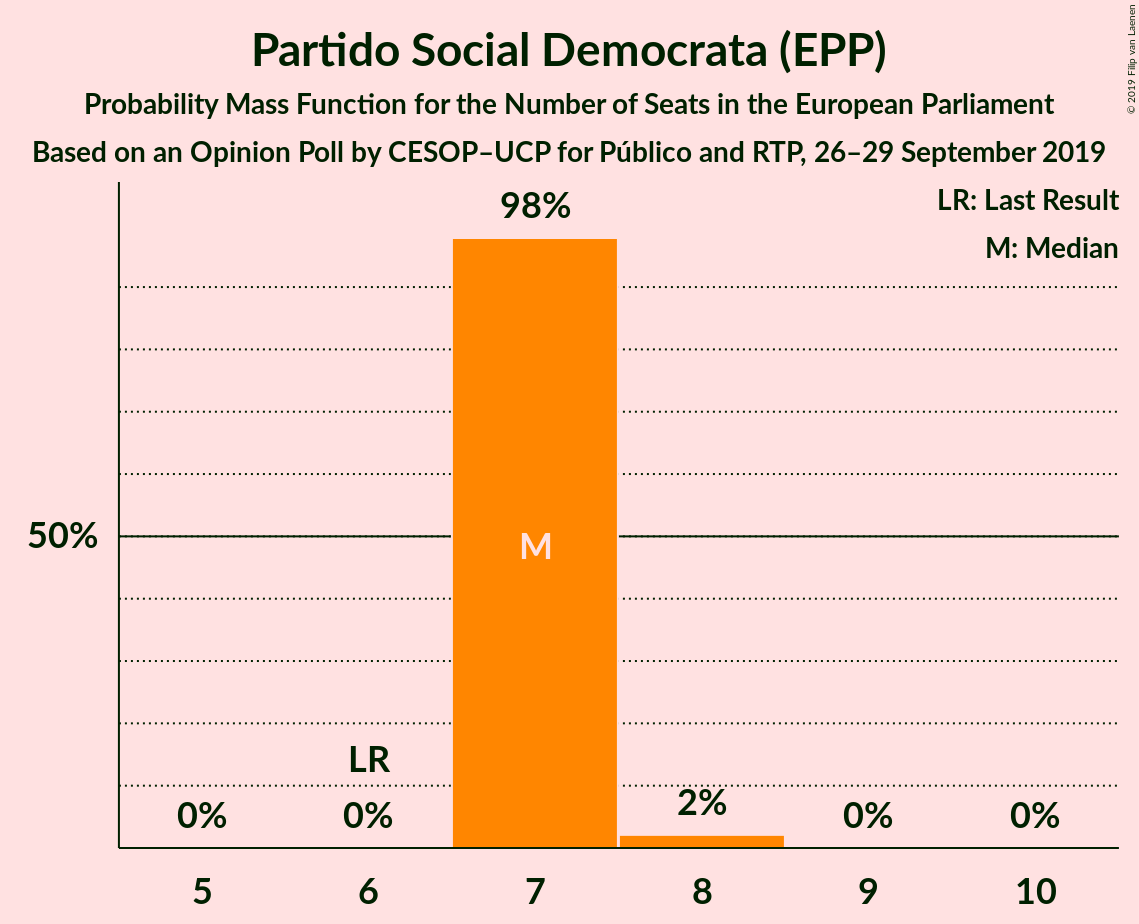 Partido Social Democrata (EPP)
Probability Mass Function for the Number of Seats in the European Parliament
Based on an Opinion Poll by CESOP–UCP for Público and RTP, 26–29 September 2019
© 2019 Filip van Laenen
LR: Last Result
M: Median
98%
50%
M
LR
0%
0%
2%
0%
0%
5
6
7
8
9
10